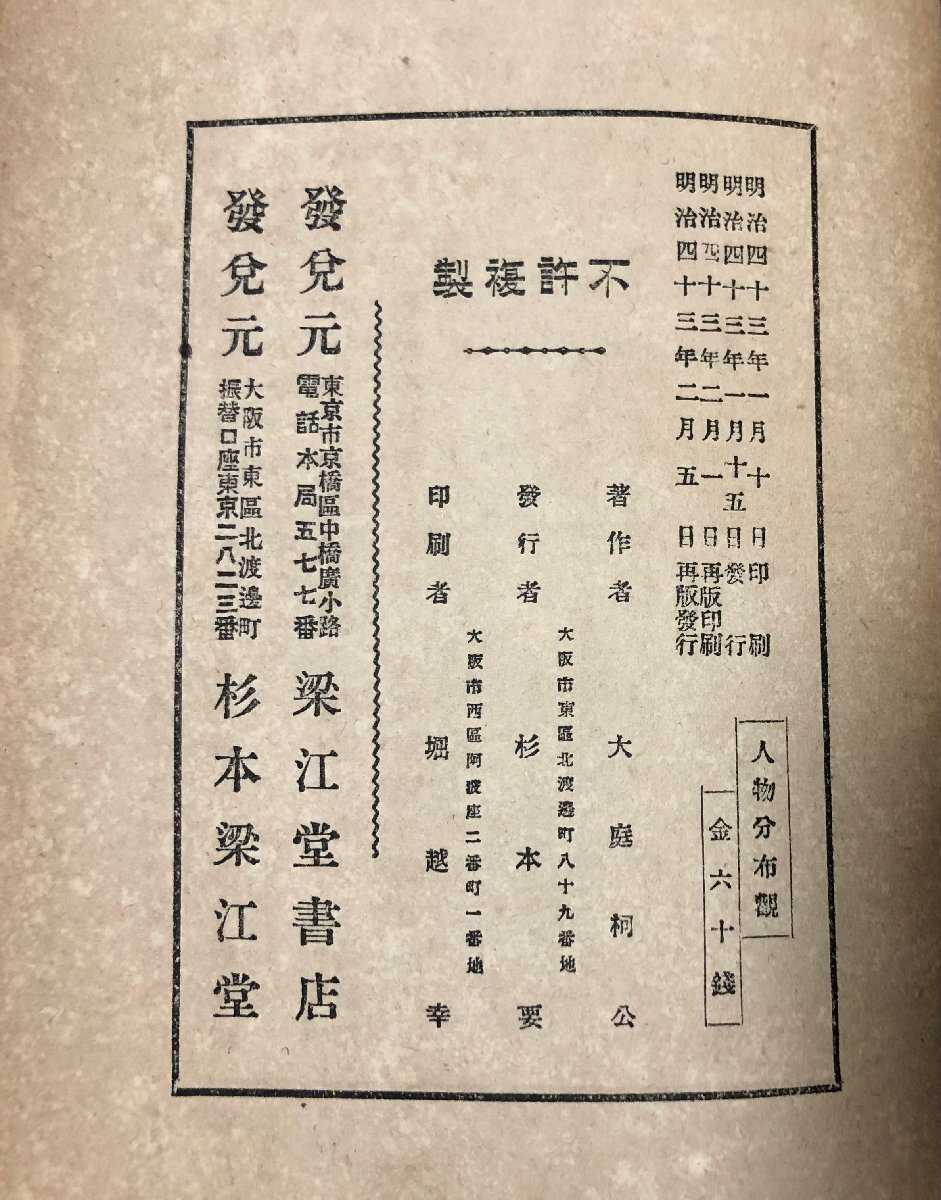 明治四十三年一月十日印刷
明治四十三年一月十五日發行
明治四十三年二月一日再版印刷
明治四十三年二月五日再版發行
人物分布觀
金六十錢
不許複製
著作者 大庭柯公
大阪市東區北渡邊町八十九番地
發行者 杉本要
大阪市西區阿波座二番町一番地
印刷者 堀越幸
發兌元 東京市京橋區中橋廣小路
電話本局五七七番
梁江堂書店
發兌元 大阪市東區北渡邊町
振替口座東京二八二三番
杉本梁江堂